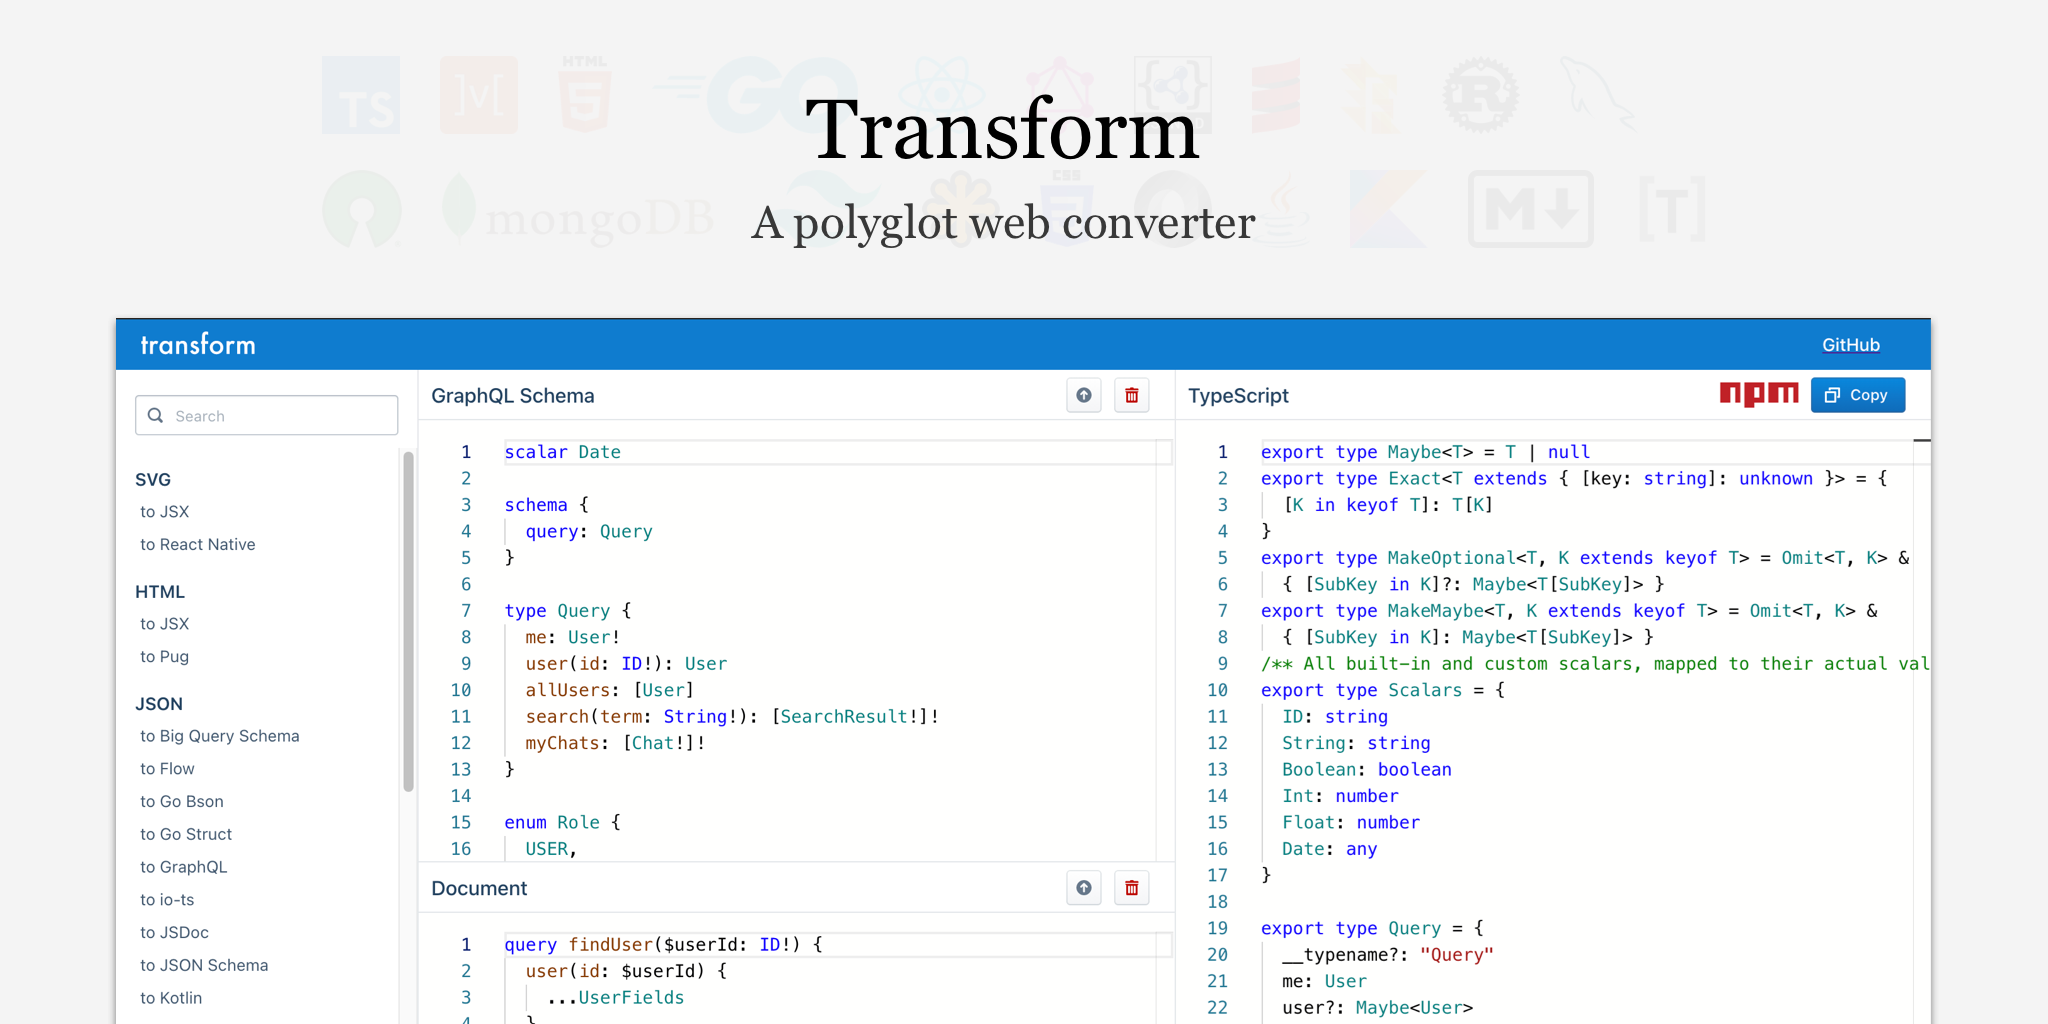 TS
HTML
GO
Transform
mongoDB
CSS
M
[T]
A polyglot web converter
transform
GitHub
Search
SVG
to JSX
to React Native
HTML
to JSX
to Pug
JSON
to Big Query Schema
to Flow
to Go Bson
to Go Struct
to GraphQL
to io-ts
to JSDoc
to JSON Schema
to Kotlin
GraphQL Schema
1 scalar Date
2
3 schema {
4 query: Query
5 }
6
7 type Query {
8 me: User!
9 user(id: ID!): User
10 allUsers: [User]
11 search(term: String!): [SearchResult!]!
12 myChats: [Chat!]!
13 }
14
15 enum Role {
16 USER,
Document
1 query findUser($userId: ID!) {
2 user(id: $userId) {
3 ...UserFields
4 }
TypeScript
npm
Copy
1 export type Maybe<T> = T | null
2 export type Exact<T extends { [key: string]: unknown }> = {
3 [K in keyof T]: T[K]
4 }
5 export type MakeOptional<T, K extends keyof T> = Omit<T, K> &
6 { [SubKey in K]?: Maybe<T[SubKey]> }
7 export type MakeMaybe<T, K extends keyof T> = Omit<T, K> &
8 { [SubKey in K]: Maybe<T[SubKey]> }
9 /** All built-in and custom scalars, mapped to their actual val
10 export type Scalars = {
11 ID: string
12 String: string
13 Boolean: boolean
14 Int: number
15 Float: number
16 Date: any
17 }
18
19 export type Query = {
20 __typename?: "Query"
21 me: User
22 user?: Maybe<User>